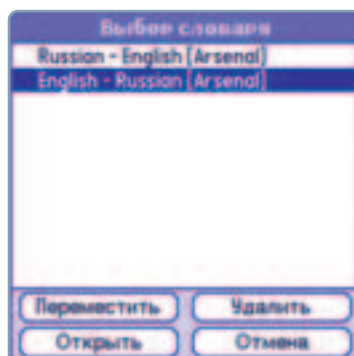 Выбор словаря
Russian - English (Arsenal)
English - Russian (Arsenal)
Переместить Удалить
Открыть Отмена